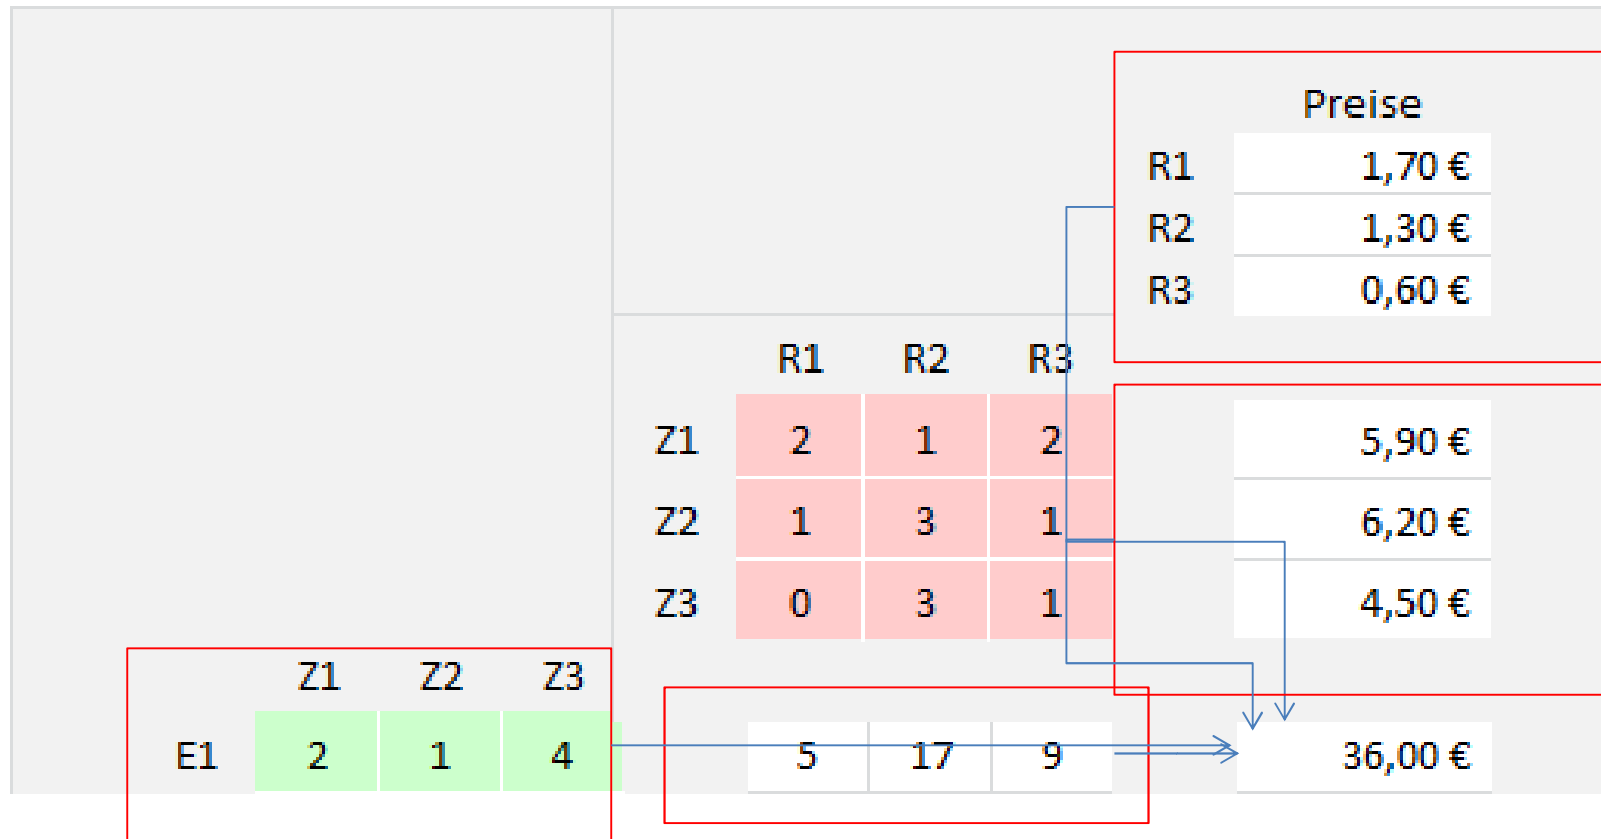 Preise
R1 1,70 €
R2 1,30 €
R3 0,60 €
R1 R2 R3
Z1 2 1 2 5,90 €
Z2 1 3 1 6,20 €
Z3 0 3 1 4,50 €
Z1 Z2 Z3
E1 2 1 4 5 17 9 36,00 €